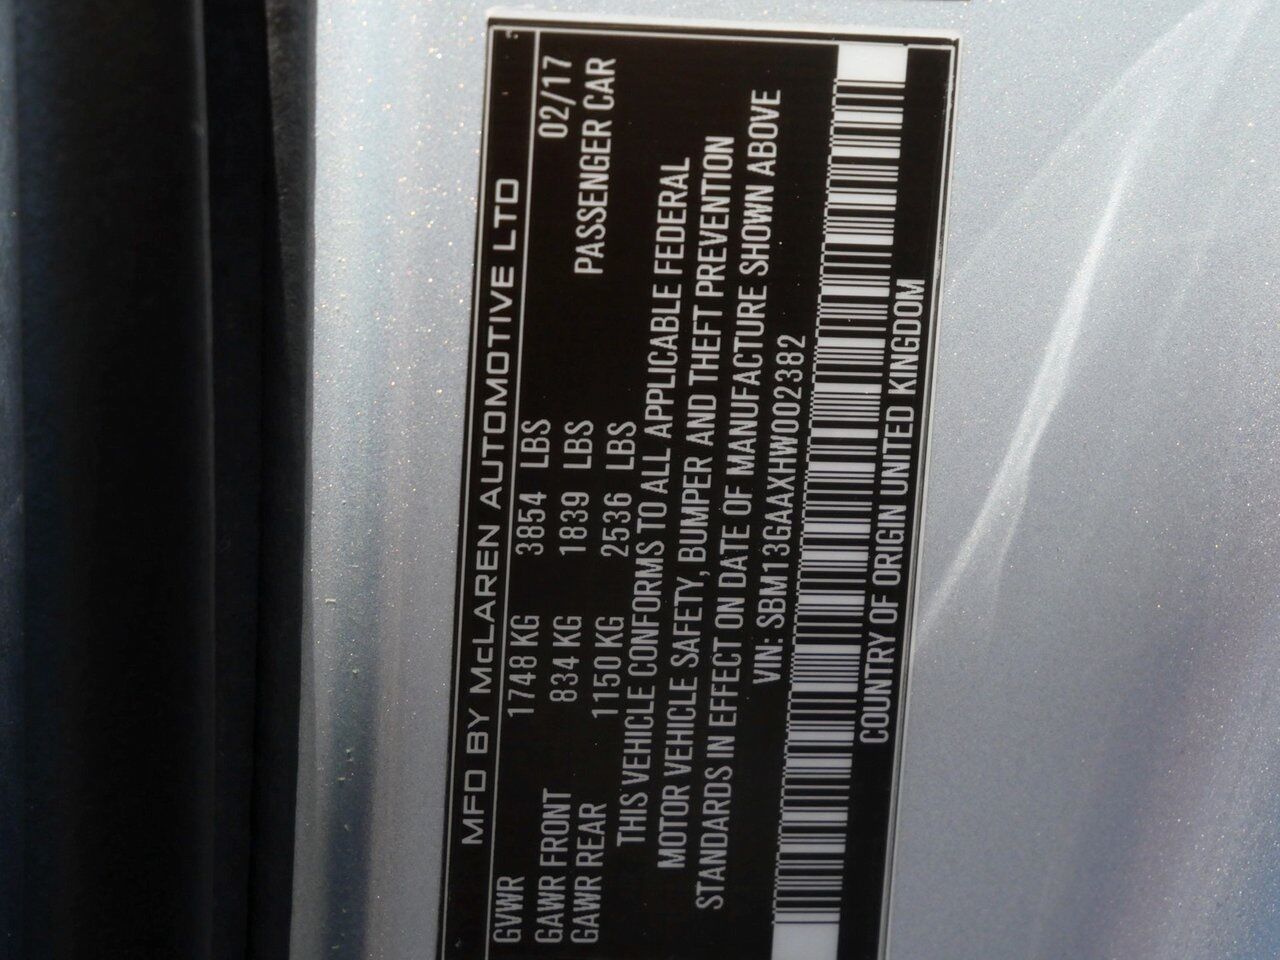 MFD BY McLAREN AUTOMOTIVE LTD
02/17
GVWR 1748 KG 3854 LBS
PASSENGER CAR
GAWR FRONT 834 KG 1839 LBS
GAWR REAR 1150 KG 2536 LBS
THIS VEHICLE CONFORMS TO ALL APPLICABLE FEDERAL
MOTOR VEHICLE SAFETY, BUMPER AND THEFT PREVENTION
STANDARDS IN EFFECT ON DATE OF MANUFACTURE SHOWN ABOVE
VIN: SBM13GAAXHW002382
COUNTRY OF ORIGIN UNITED KINGDOM